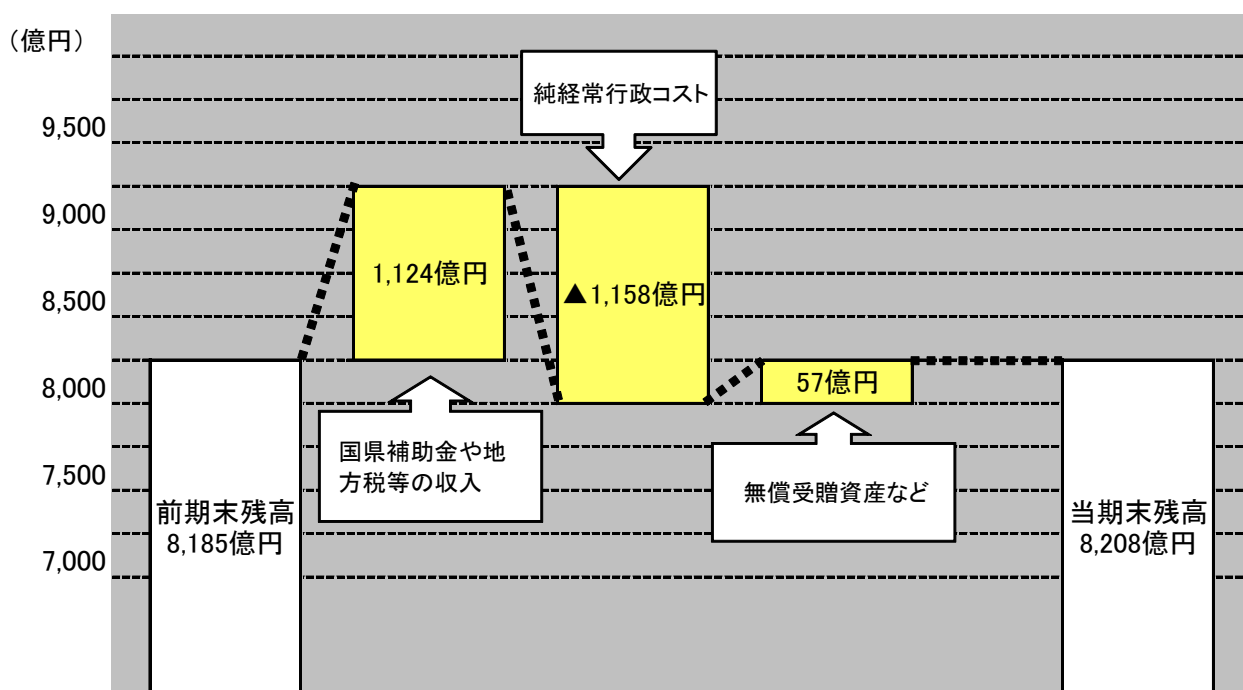 （億円）
純経常行政コスト
9,500
9,000
8,500
8,000
7,500
7,000
1,124億円
▲1,158億円
57億円
国県補助金や地
方税等の収入
無償受贈資産など
前期末残高
8,185億円
当期末残高
8,208億円